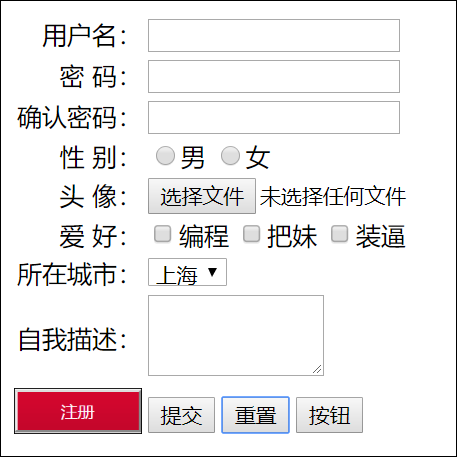 用户名：
密 码：
确认密码：
性 别： 男 女
头 像： 选择文件 未选择任何文件
爱 好： 编程 把妹 装逼
所在城市： 上海
自我描述：
注册 提交 重置 按钮